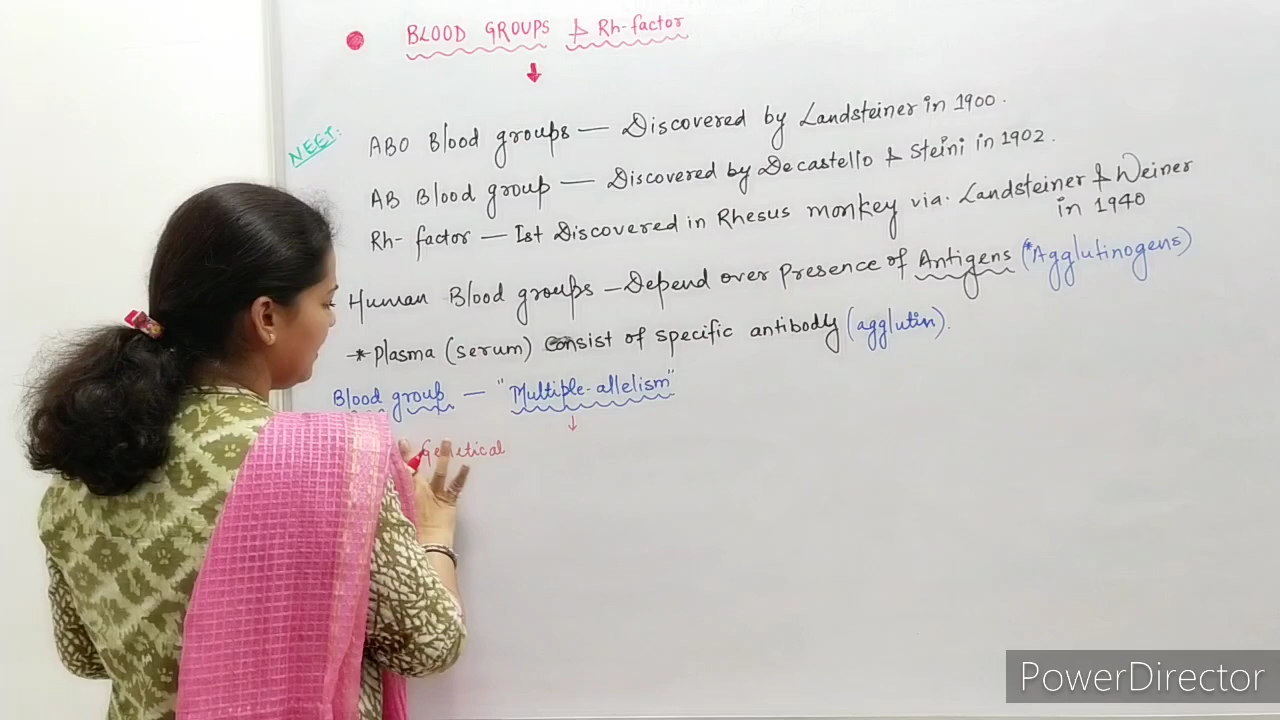 BLOOD GROUPS & Rh-factor
NEET:
ABO Blood groups — Discovered by Landsteiner in 1900.
AB Blood group — Discovered by Decastello & Steini in 1902.
Rh- factor — Ist Discovered in Rhesus monkey via. Landsteiner & Weiner in 1940
Human Blood groups — Depend over presence of Antigens (*Agglutinogens)
* Plasma (serum) Consist of specific antibody (agglutin).
Blood group — "Multiple-allelism"
Genetical
PowerDirector